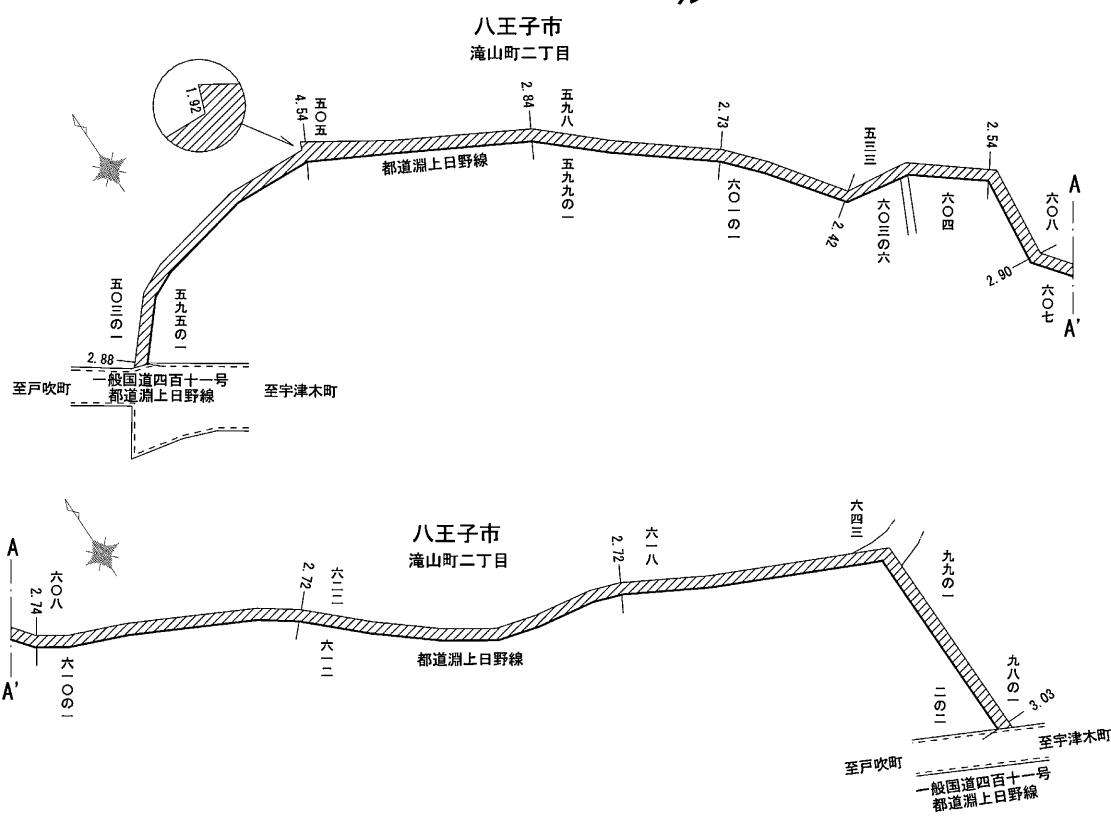 八王子市
滝山町二丁目
1.92
4.54
五〇五
2.84
五九八
2.73
五三三
2.54
六〇八
A
都道淵上日野線
五九九の一
六〇一の一
2.42
六〇三の六
六〇四
2.90
六〇七
A'
五〇三の一
五九五の一
2.88
至戸吹町
一般国道四百十一号
都道淵上日野線
至宇津木町
八王子市
滝山町二丁目
A
六〇八
2.74
2.72
六二二
2.72
六一八
六四三
九九の一
A'
六一〇の一
六一二
都道淵上日野線
二の二
九八の一
3.03
至戸吹町
至宇津木町
一般国道四百十一号
都道淵上日野線